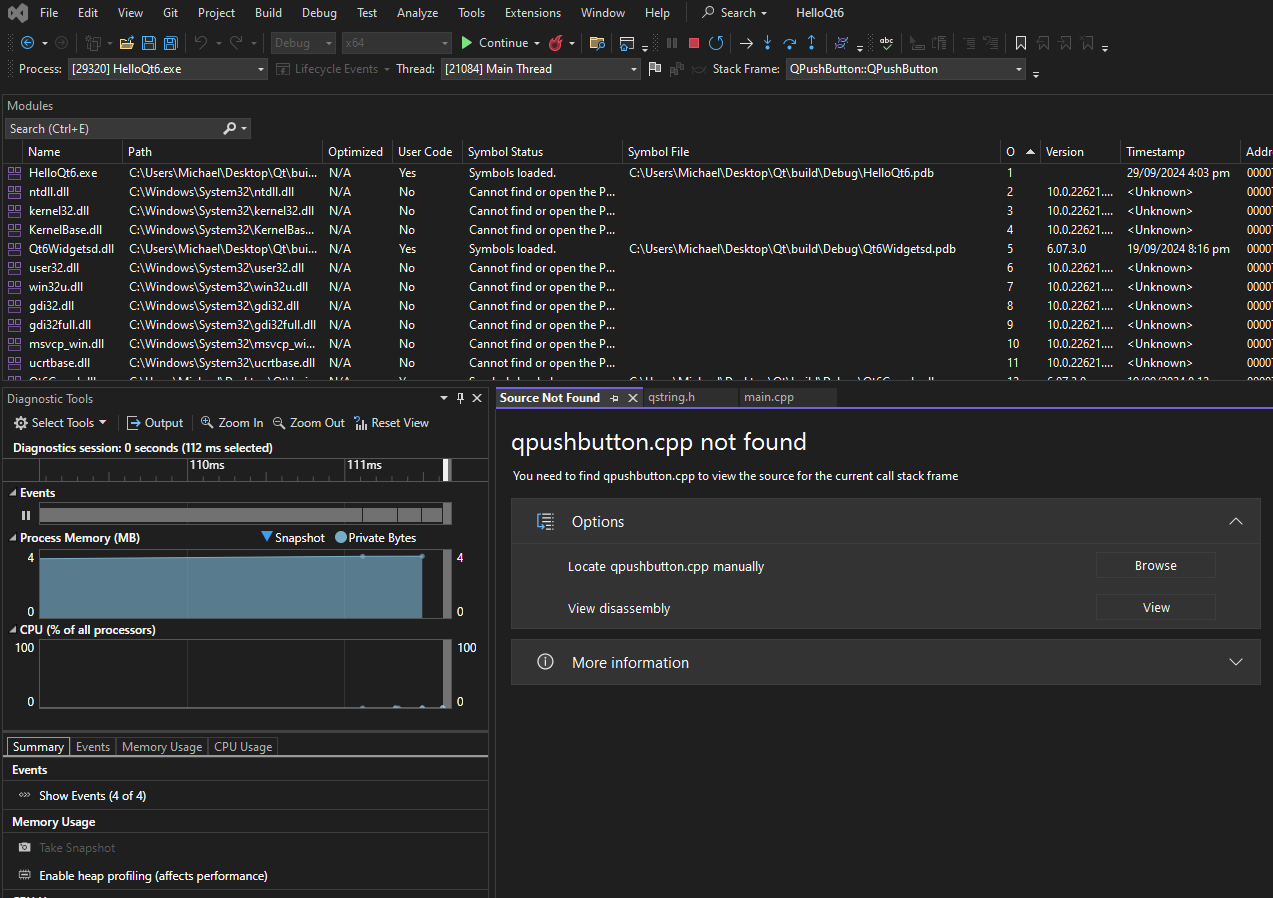 File Edit View Git Project Build Debug Test Analyze Tools Extensions Window Help Search HelloQt6
Debug x64 Continue
Process: [29320] HelloQt6.exe Lifecycle Events Thread: [21084] Main Thread Stack Frame: QPushButton::QPushButton
Modules
Search (Ctrl+E)
Name Path Optimized User Code Symbol Status Symbol File O Version Timestamp Addr
HelloQt6.exe C:\Users\Michael\Desktop\Qt\bui... N/A Yes Symbols loaded. C:\Users\Michael\Desktop\Qt\build\Debug\HelloQt6.pdb 1 29/09/2024 4:03 pm 0000
ntdll.dll C:\Windows\System32\ntdll.dll N/A No Cannot find or open the P... 2 10.0.22621.... <Unknown> 0000
kernel32.dll C:\Windows\System32\kernel32.dll N/A No Cannot find or open the P... 3 10.0.22621.... <Unknown> 0000
KernelBase.dll C:\Windows\System32\KernelBas... N/A No Cannot find or open the P... 4 10.0.22621.... <Unknown> 0000
Qt6Widgetsd.dll C:\Users\Michael\Desktop\Qt\bui... N/A Yes Symbols loaded. C:\Users\Michael\Desktop\Qt\build\Debug\Qt6Widgetsd.pdb 5 6.07.3.0 19/09/2024 8:16 pm 0000
user32.dll C:\Windows\System32\user32.dll N/A No Cannot find or open the P... 6 10.0.22621.... <Unknown> 0000
win32u.dll C:\Windows\System32\win32u.dll N/A No Cannot find or open the P... 7 10.0.22621.... <Unknown> 0000
gdi32.dll C:\Windows\System32\gdi32.dll N/A No Cannot find or open the P... 8 10.0.22621.... <Unknown> 0000
gdi32full.dll C:\Windows\System32\gdi32full.dll N/A No Cannot find or open the P... 9 10.0.22621.... <Unknown> 0000
msvcp_win.dll C:\Windows\System32\msvcp_wi... N/A No Cannot find or open the P... 10 10.0.22621.... <Unknown> 0000
ucrtbase.dll C:\Windows\System32\ucrtbase.dll N/A No Cannot find or open the P... 11 10.0.22621.... <Unknown> 0000
Diagnostic Tools
Select Tools Output Zoom In Zoom Out Reset View
Diagnostics session: 0 seconds (112 ms selected)
110ms 111ms
Events
Process Memory (MB) Snapshot Private Bytes
4 4
0 0
CPU (% of all processors)
100 100
0 0
Summary Events Memory Usage CPU Usage
Events
Show Events (4 of 4)
Memory Usage
Take Snapshot
Enable heap profiling (affects performance)
Source Not Found qstring.h main.cpp
qpushbutton.cpp not found
You need to find qpushbutton.cpp to view the source for the current call stack frame
Options
Locate qpushbutton.cpp manually Browse
View disassembly View
More information